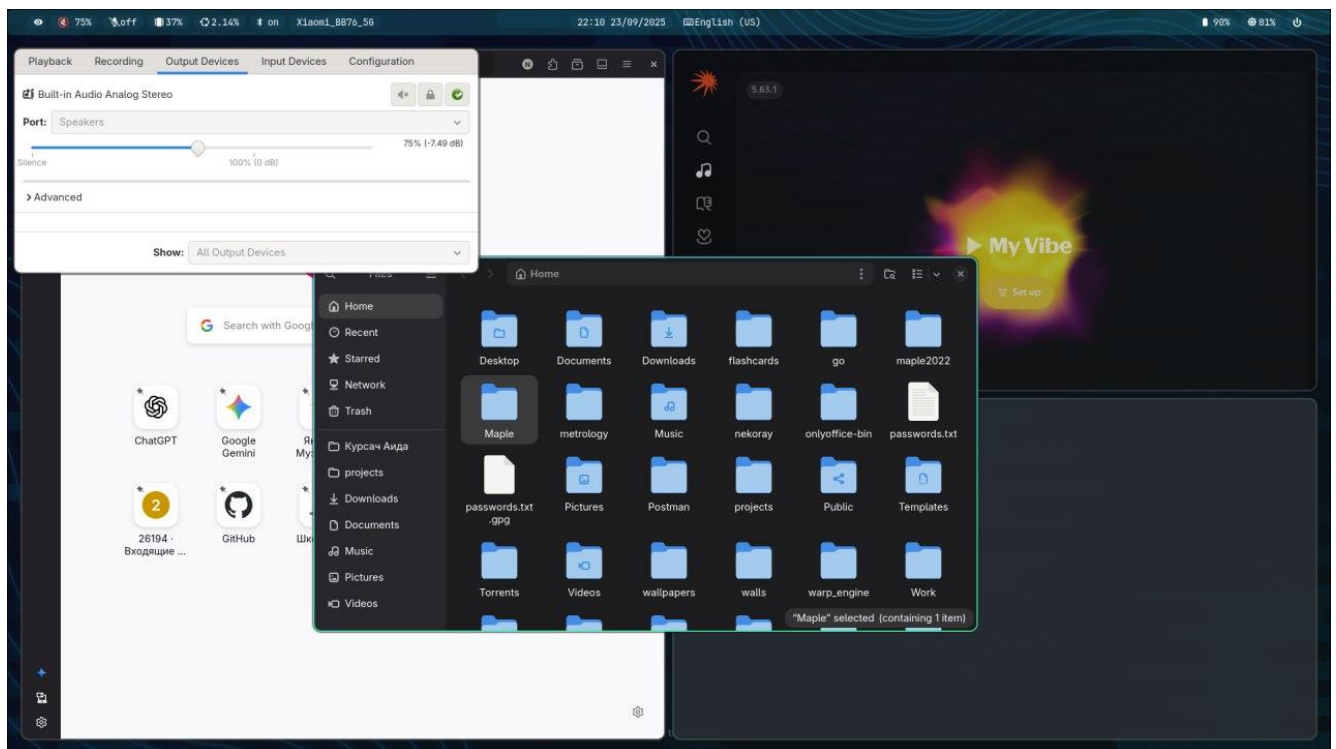 75% off 37% 2.14% on Xiaomi_BB76_5G 22:10 23/09/2025 English (US) 90% 81%
Playback Recording Output Devices Input Devices Configuration
Built-in Audio Analog Stereo
Port: Speakers
75% (-7.49 dB)
Silence 100% (0 dB)
Advanced
Show: All Output Devices
N
5.63.1
My Vibe
Set up
Search with Googl
ChatGPT
Google
Gemini
2
26194 ·
Входящие ...
GitHub
Home
Home
Recent
Starred
Network
Trash
Курсач Аида
projects
Downloads
Documents
Music
Pictures
Videos
Desktop Documents Downloads flashcards go maple2022
Maple metrology Music nekoray onlyoffice-bin passwords.txt
passwords.txt
.gpg
Pictures Postman projects Public Templates
Torrents Videos wallpapers walls warp_engine Work
"Maple" selected (containing 1 item)